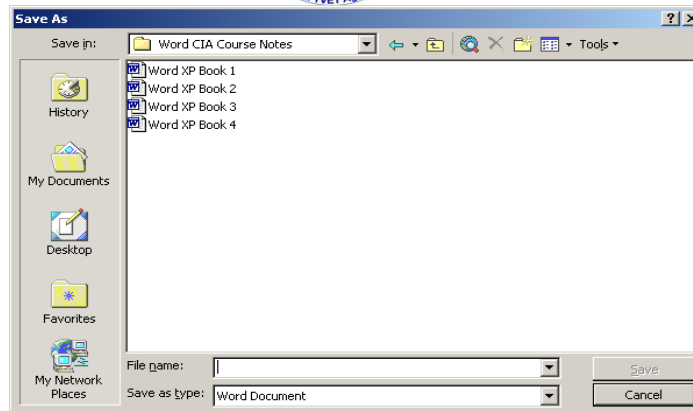 TVET Ag
Save As
Save in:
Word CIA Course Notes
Tools
History
My Documents
Desktop
Favorites
My Network
Places
Word XP Book 1
Word XP Book 2
Word XP Book 3
Word XP Book 4
File name:
Save
Save as type:
Word Document
Cancel